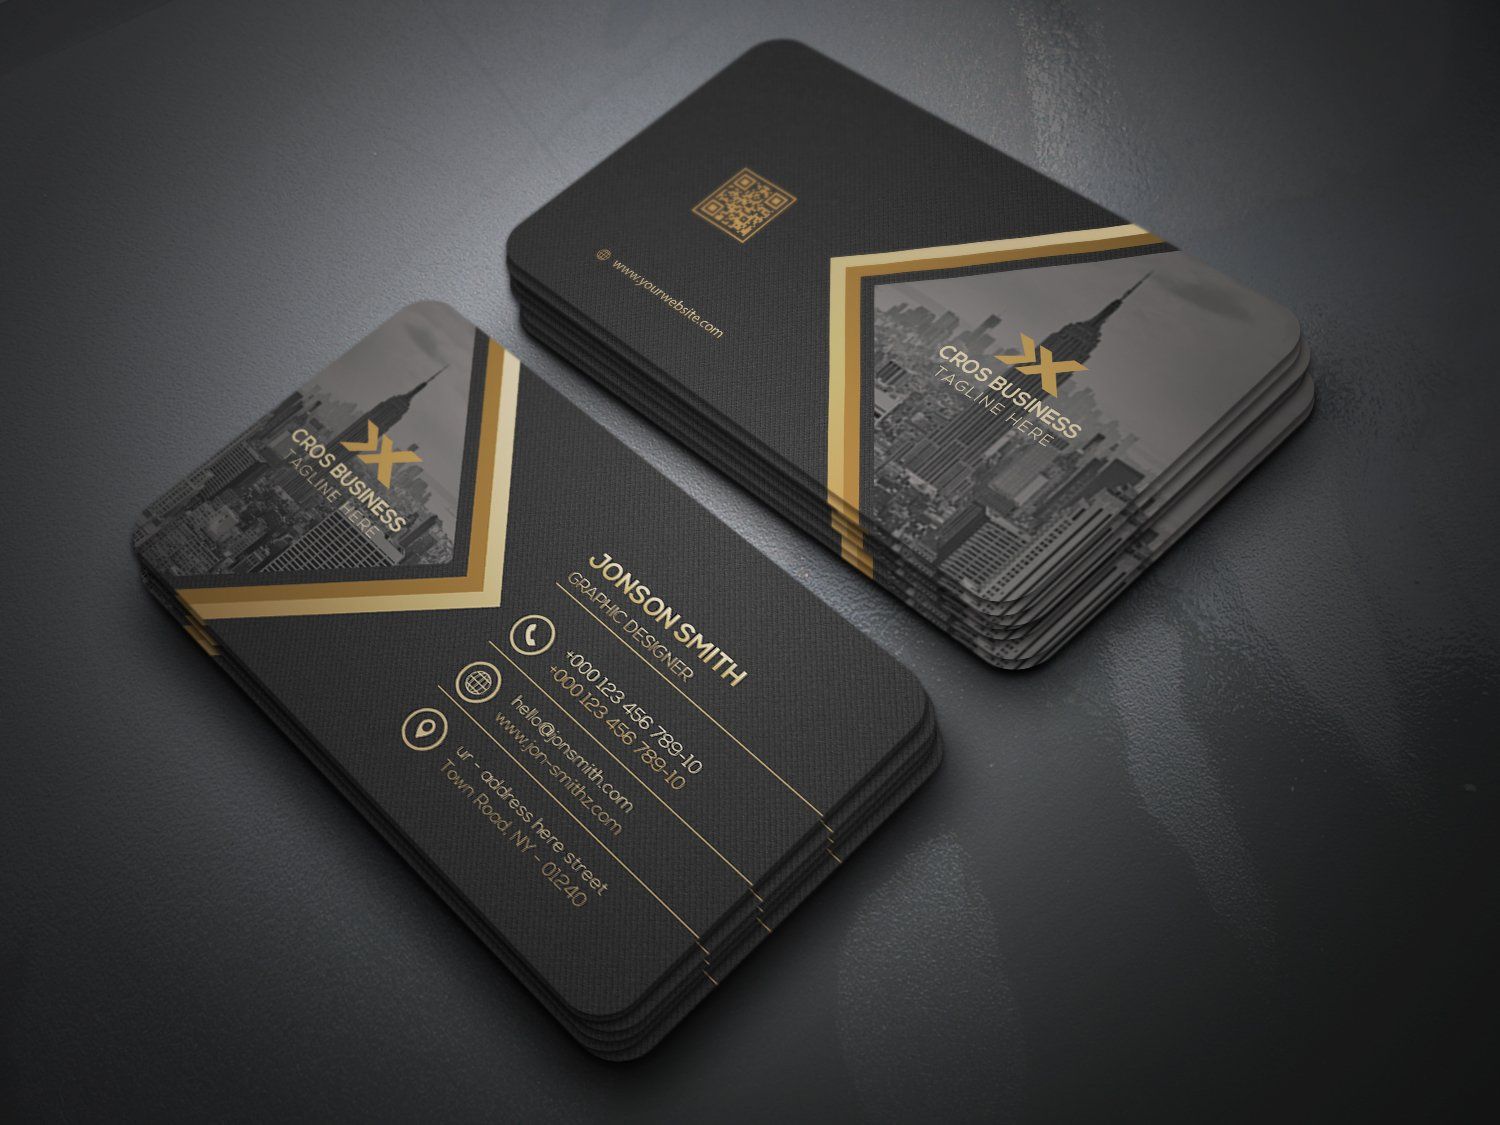 www.yourwebsite.com
CROS BUSINESS
TAGLINE HERE
CROS BUSINESS
TAGLINE HERE
JONSON SMITH
GRAPHIC DESIGNER
+000 123 456 789-10
+000 123 456 789-10
hello@jonsmith.com
www.jon-smithz.com
ur - address here street
Town Road, NY - 01240